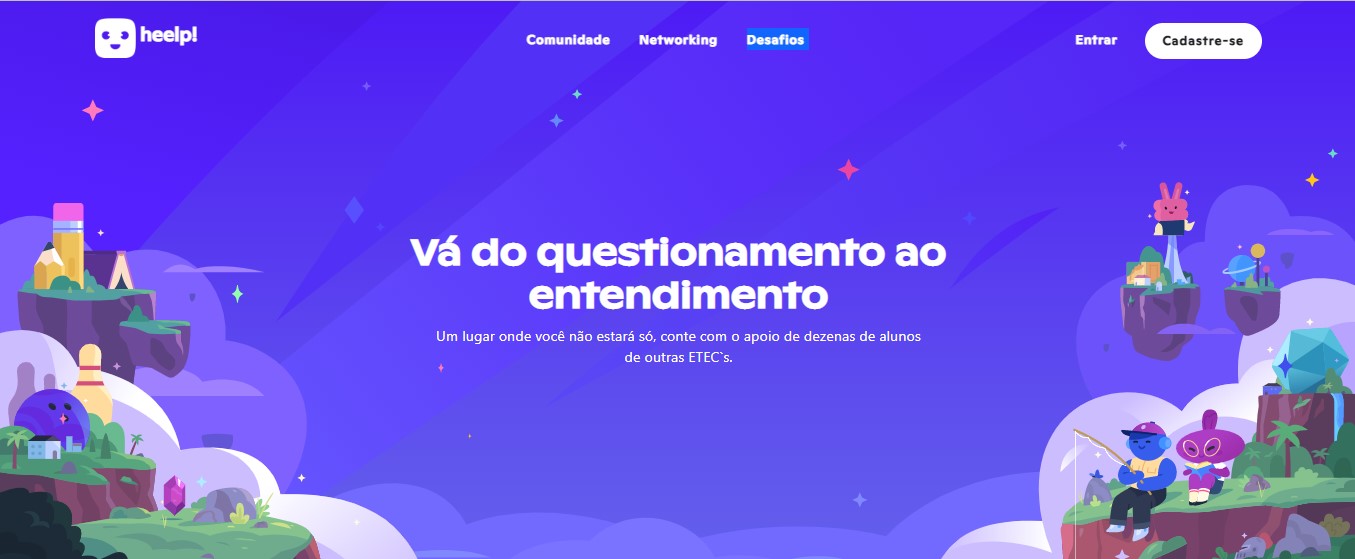 heelp!
Comunidade
Networking
Desafios
Entrar
Cadastre-se
Vá do questionamento ao
entendimento
Um lugar onde você não estará só, conte com o apoio de dezenas de alunos
de outras ETEC`s.